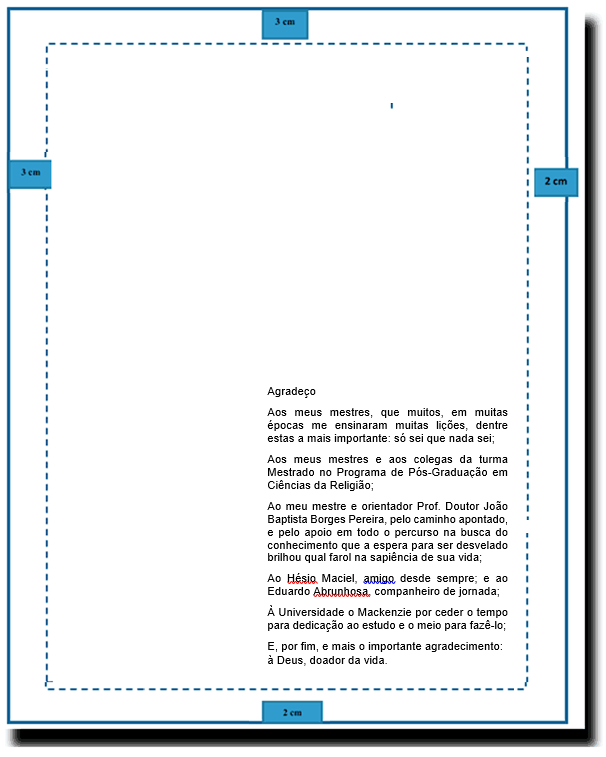 3 cm
3 cm
2 cm
Agradeço
Aos meus mestres, que muitos, em muitas
épocas me ensinaram muitas lições, dentre
estas a mais importante: só sei que nada sei;
Aos meus mestres e aos colegas da turma
Mestrado no Programa de Pós-Graduação em
Ciências da Religião;
Ao meu mestre e orientador Prof. Doutor João
Baptista Borges Pereira, pelo caminho apontado,
e pelo apoio em todo o percurso na busca do
conhecimento que a espera para ser desvelado
brilhou qual farol na sapiência de sua vida;
Ao Hésio Maciel, amigo desde sempre; e ao
Eduardo Abrunhosa, companheiro de jornada;
À Universidade o Mackenzie por ceder o tempo
para dedicação ao estudo e o meio para fazê-lo;
E, por fim, e mais o importante agradecimento:
à Deus, doador da vida.
2 cm